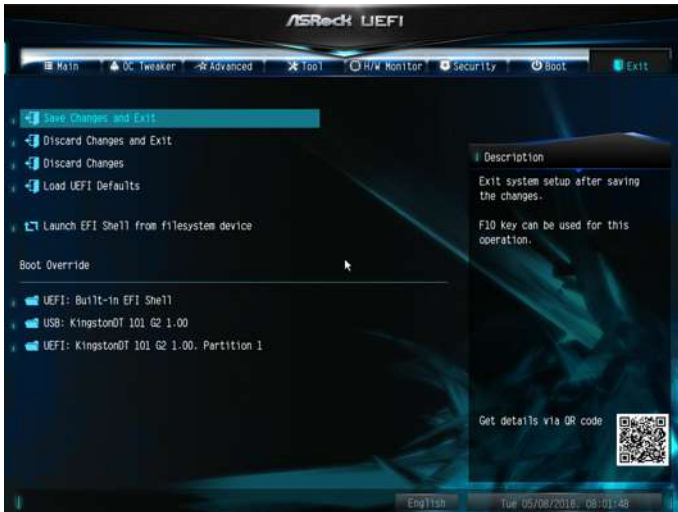 ASRock UEFI
Main
OC Tweaker
Advanced
Tool
H/W Monitor
Security
Boot
Exit
Save Changes and Exit
Discard Changes and Exit
Discard Changes
Load UEFI Defaults
Launch EFI Shell from filesystem device
Boot Override
UEFI: Built-in EFI Shell
USB: KingstonDT 101 G2 1.00
UEFI: KingstonDT 101 G2 1.00. Partition 1
Description
Exit system setup after saving
the changes.
F10 key can be used for this
operation.
Get details via QR code
English
Tue 05/08/2018. 08:01:48